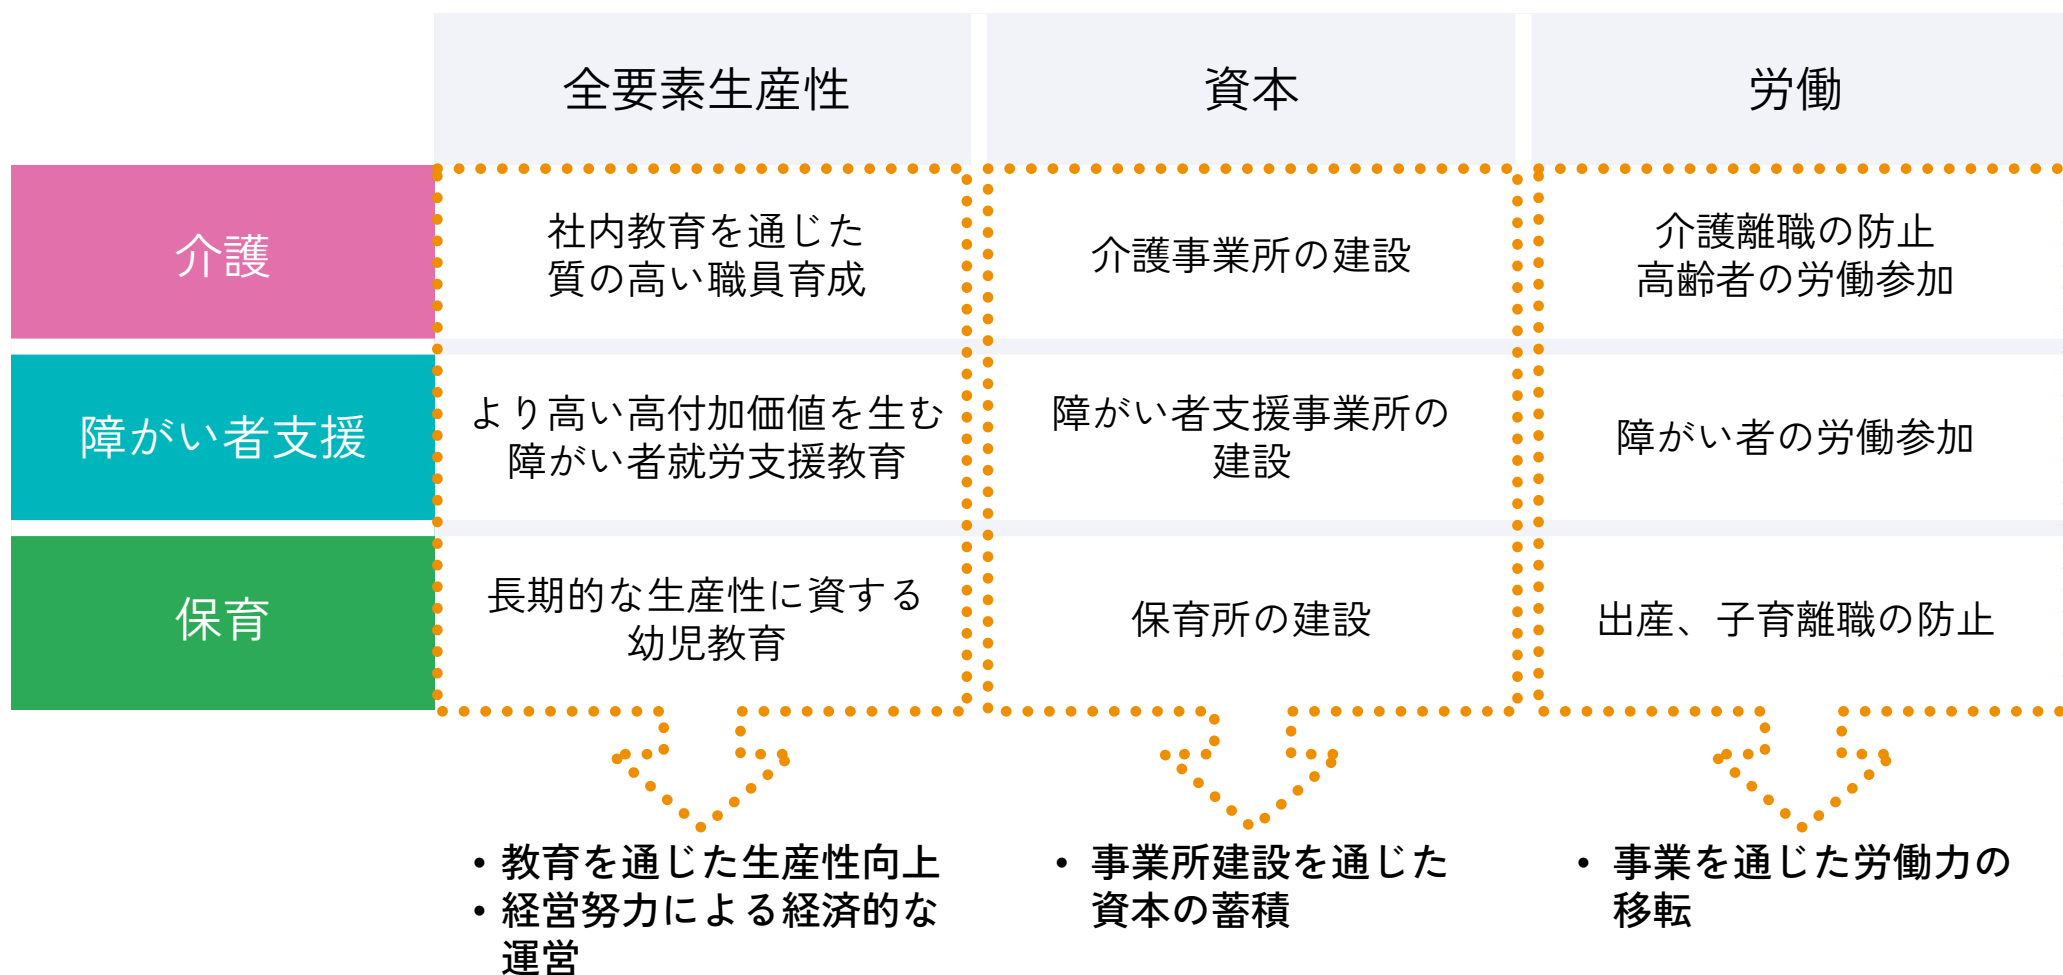 全要素生産性
資本
労働
介護
社内教育を通じた
質の高い職員育成
介護事業所の建設
介護離職の防止
高齢者の労働参加
障がい者支援
より高い高付加価値を生む
障がい者就労支援教育
障がい者支援事業所の
建設
障がい者の労働参加
保育
長期的な生産性に資する
幼児教育
保育所の建設
出産、子育離職の防止
・教育を通じた生産性向上
・経営努力による経済的な
運営
・事業所建設を通じた
資本の蓄積
・事業を通じた労働力の
移転